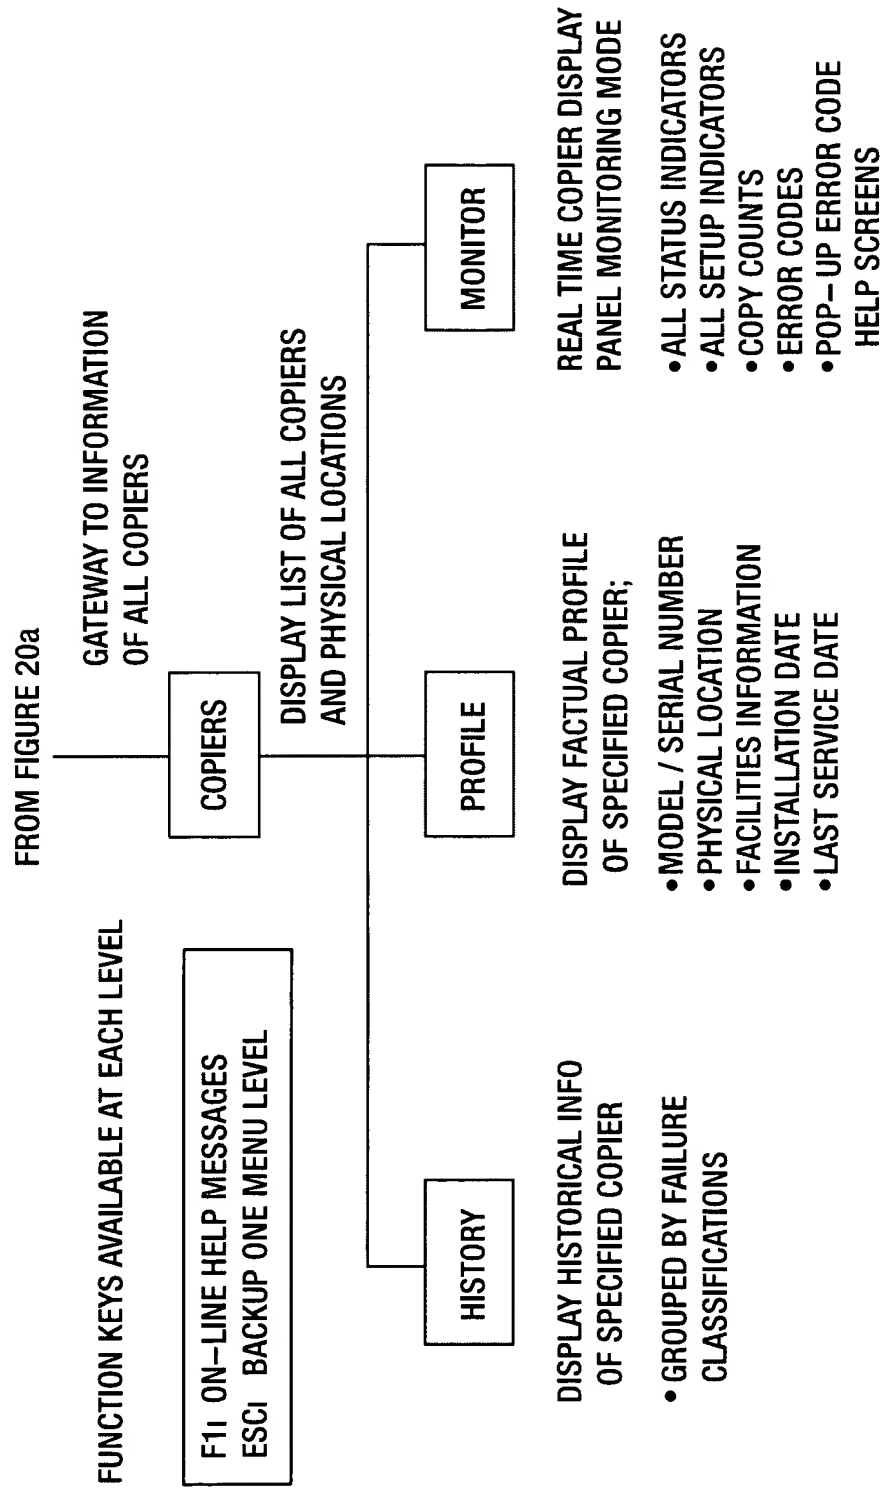 FROM FIGURE 20a
FUNCTION KEYS AVAILABLE AT EACH LEVEL
F1ı ON–LINE HELP MESSAGES
ESCı BACKUP ONE MENU LEVEL
GATEWAY TO INFORMATION
OF ALL COPIERS
COPIERS
DISPLAY LIST OF ALL COPIERS
AND PHYSICAL LOCATIONS
HISTORY
DISPLAY HISTORICAL INFO
OF SPECIFIED COPIER
• GROUPED BY FAILURE
CLASSIFICATIONS
PROFILE
DISPLAY FACTUAL PROFILE
OF SPECIFIED COPIER;
•MODEL / SERIAL NUMBER
•PHYSICAL LOCATION
•FACILITIES INFORMATION
•INSTALLATION DATE
•LAST SERVICE DATE
MONITOR
REAL TIME COPIER DISPLAY
PANEL MONITORING MODE
•ALL STATUS INDICATORS
•ALL SETUP INDICATORS
•COPY COUNTS
•ERROR CODES
•POP–UP ERROR CODE
HELP SCREENS